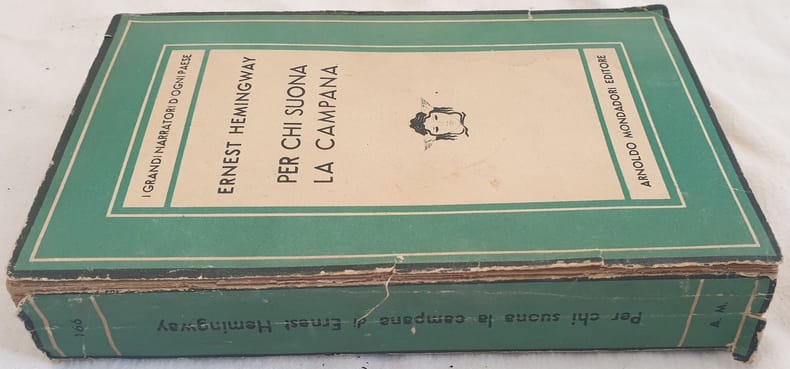 I GRANDI NARRATORI D'OGNI PAESE
ERNEST HEMINGWAY
PER CHI SUONA
LA CAMPANA
ARNOLDO MONDADORI EDITORE
A. M.
Per chi suona la campana di Ernest Hemingway
166